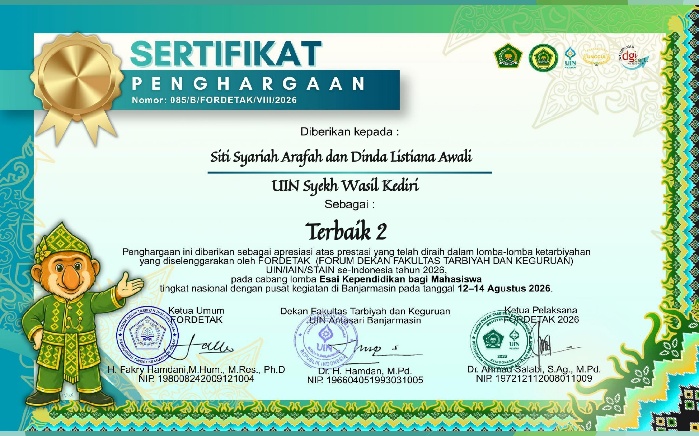 SERTIFIKAT
PENGHARGAAN
Nomor: 085/B/FORDETAK/VIII/2026
Diberikan kepada :
Siti Syariah Arafah dan Dinda Listiana Awali
UIN Syekh Wasil Kediri
Sebagai :
Terbaik 2
Penghargaan ini diberikan sebagai apresiasi atas prestasi yang telah diraih dalam lomba-lomba ketarbiyahan
yang diselenggarakan oleh FORDETAK (FORUM DEKAN FAKULTAS TARBIYAH DAN KEGURUAN)
UIN/IAIN/STAIN se-Indonesia tahun 2026.
pada cabang lomba Esai Kependidikan bagi Mahasiswa
tingkat nasional dengan pusat kegiatan di Banjarmasin pada tanggal 12–14 Agustus 2026.
Ketua Umum
FORDETAK
H. Fakry Hamdani,M.Hum., M.Res., Ph.D
NIP. 198008242009121004
Dekan Fakultas Tarbiyah dan Keguruan
UIN Antasari Banjarmasin
Dr. H. Hamdan, M.Pd.
NIP. 196604051993031005
Ketua Pelaksana
FORDETAK 2026
Dr. Ahmad Salabi, S.Ag., M.Pd.
NIP. 197212112008011009
UIN
dgi